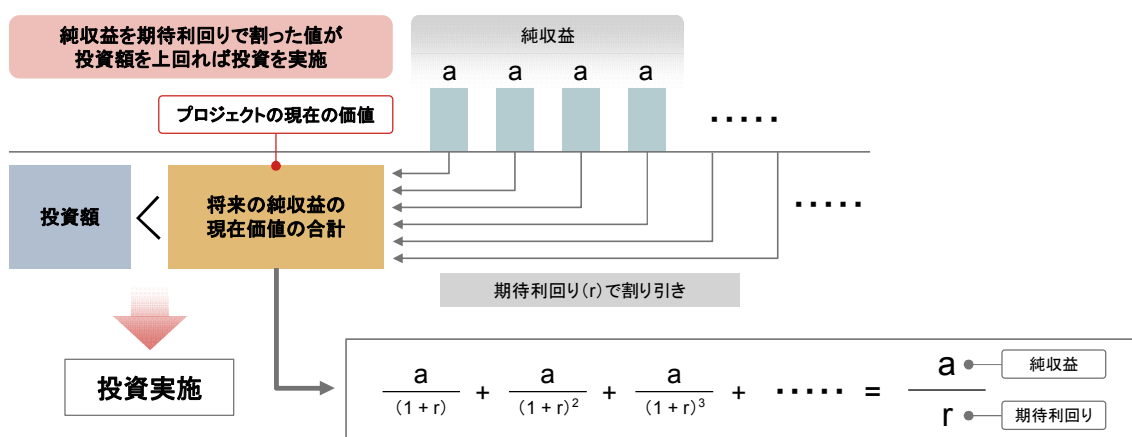 純収益を期待利回りで割った値が
投資額を上回れば投資を実施
純収益
a a a a
プロジェクトの現在の価値
・・・・・
投資額 < 将来の純収益の
現在価値の合計
・・・・・
期待利回り(r)で割り引き
投資実施
a/(1 + r) + a/(1 + r)² + a/(1 + r)³ + ・・・・・ = a/r
純収益
期待利回り